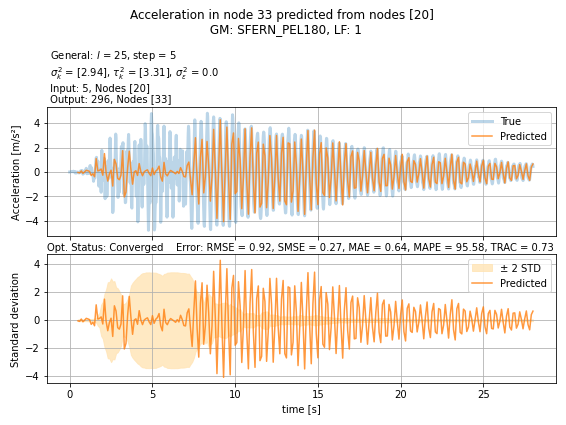 Acceleration in node 33 predicted from nodes [20]
GM: SFERN_PEL180, LF: 1
General: l = 25, step = 5
σ²ₖ = [2.94], τ²ₖ = [3.31], σ²ε = 0.0
Input: 5, Nodes [20]
Output: 296, Nodes [33]
Acceleration [m/s²]
4
2
0
−2
−4
True
Predicted
Opt. Status: Converged Error: RMSE = 0.92, SMSE = 0.27, MAE = 0.64, MAPE = 95.58, TRAC = 0.73
Standard deviation
4
2
0
−2
−4
± 2 STD
Predicted
0 5 10 15 20 25
time [s]